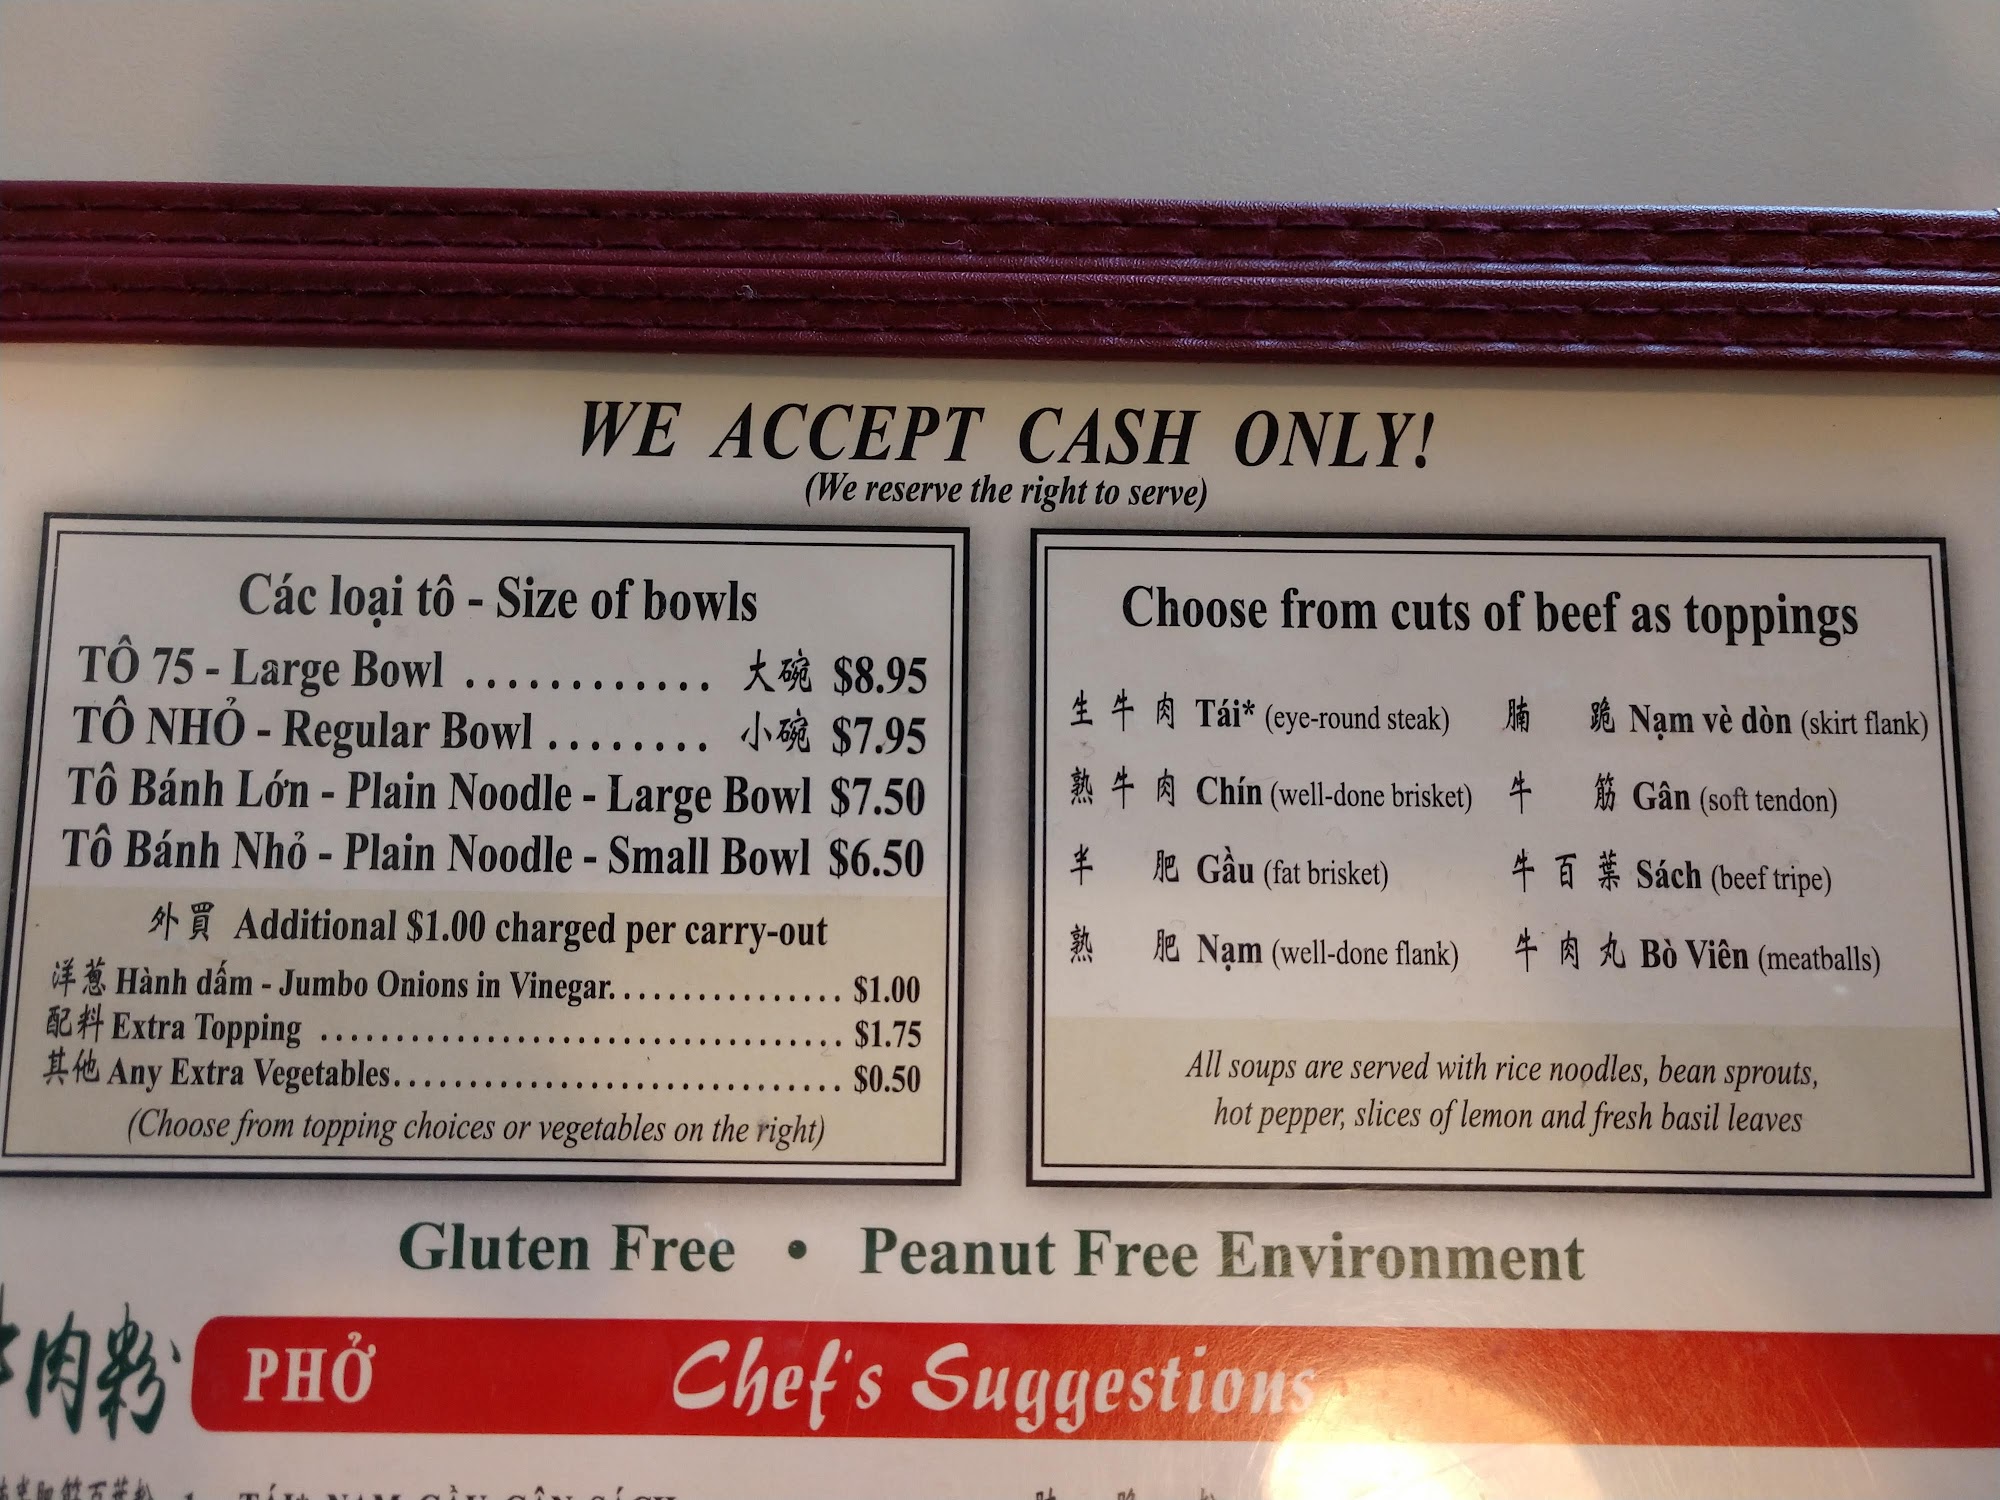 WE ACCEPT CASH ONLY!
(We reserve the right to serve)
Các loại tô - Size of bowls
TÔ 75 - Large Bowl ............ 大碗 $8.95
TÔ NHỎ - Regular Bowl ........ 小碗 $7.95
Tô Bánh Lớn - Plain Noodle - Large Bowl $7.50
Tô Bánh Nhỏ - Plain Noodle - Small Bowl $6.50
外買 Additional $1.00 charged per carry-out
洋蔥 Hành dấm - Jumbo Onions in Vinegar................ $1.00
配料 Extra Topping ................................... $1.75
其他 Any Extra Vegetables.............................. $0.50
(Choose from topping choices or vegetables on the right)
Choose from cuts of beef as toppings
生牛肉 Tái* (eye-round steak) 腩跪 Nạm vè dòn (skirt flank)
熟牛肉 Chín (well-done brisket) 牛筋 Gân (soft tendon)
半肥 Gầu (fat brisket) 牛百葉 Sách (beef tripe)
熟肥 Nạm (well-done flank) 牛肉丸 Bò Viên (meatballs)
All soups are served with rice noodles, bean sprouts,
hot pepper, slices of lemon and fresh basil leaves
Gluten Free • Peanut Free Environment
肉粉 PHỞ Chef's Suggestions